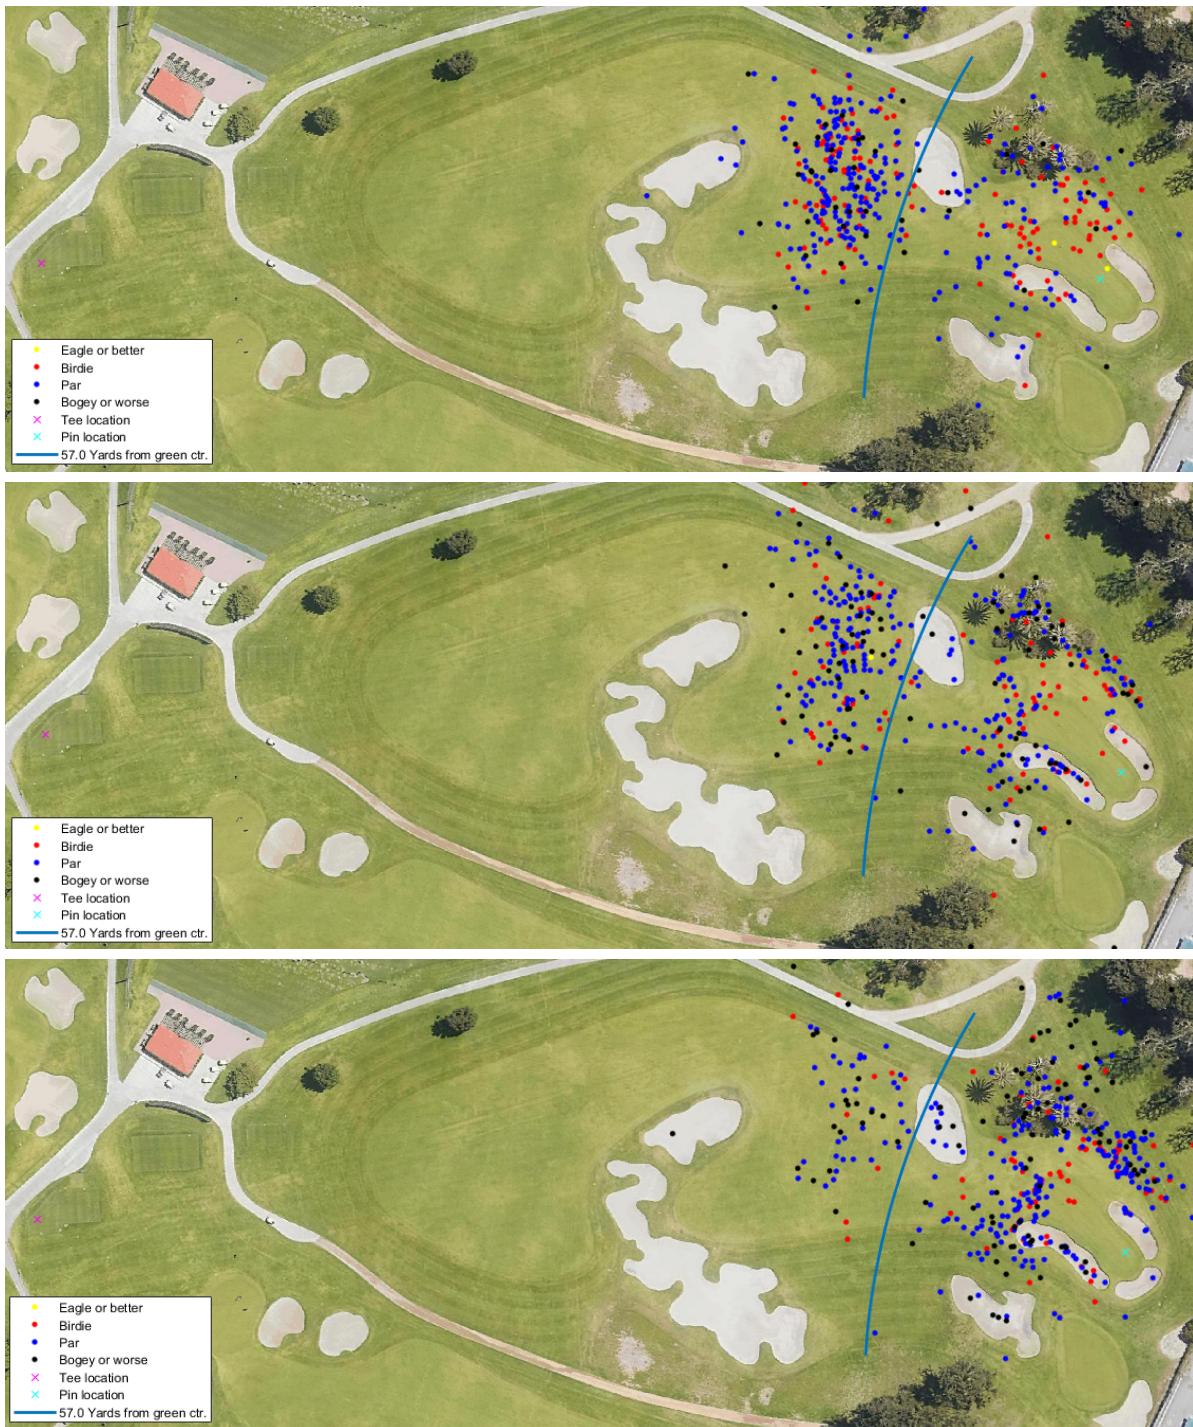 Eagle or better
Birdie
Par
Bogey or worse
Tee location
Pin location
57.0 Yards from green ctr.
Eagle or better
Birdie
Par
Bogey or worse
Tee location
Pin location
57.0 Yards from green ctr.
Eagle or better
Birdie
Par
Bogey or worse
Tee location
Pin location
57.0 Yards from green ctr.